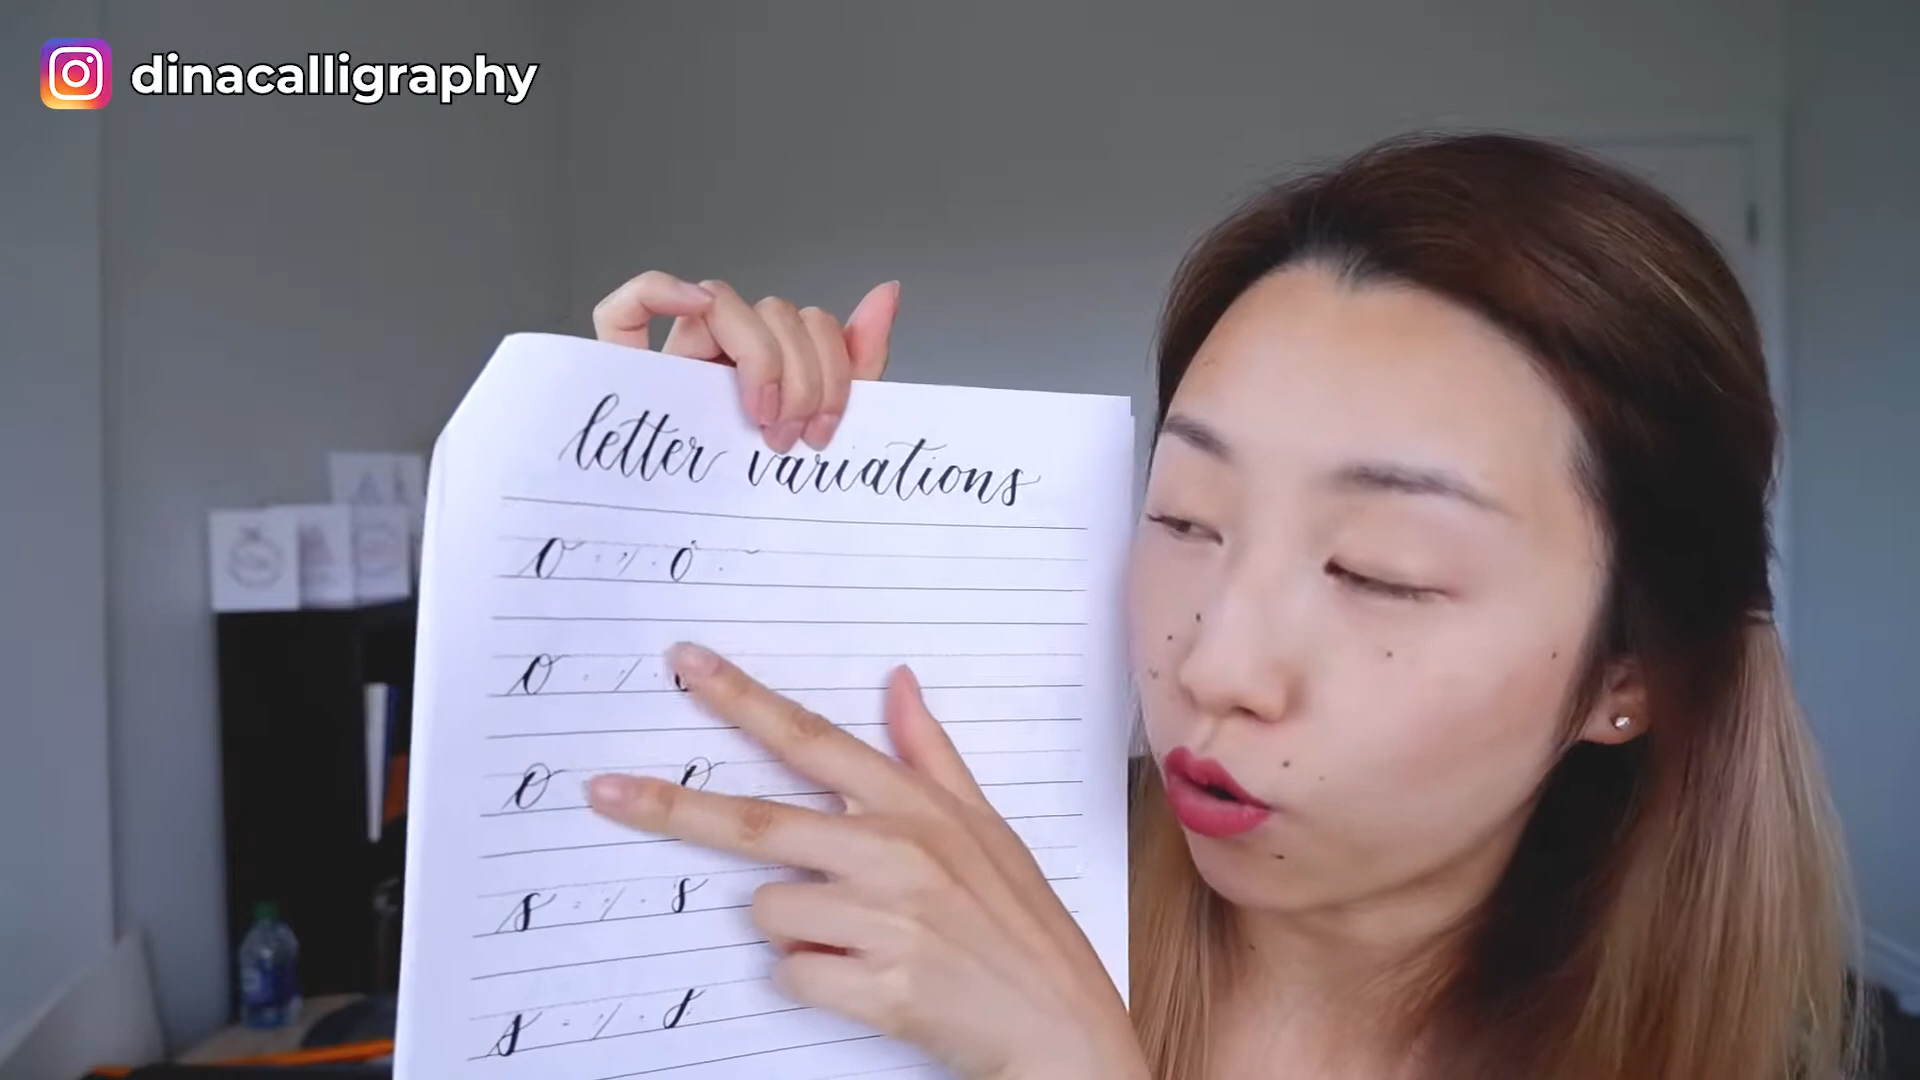 dinacalligraphy
letter variations
o o
o
o o
s s
s s